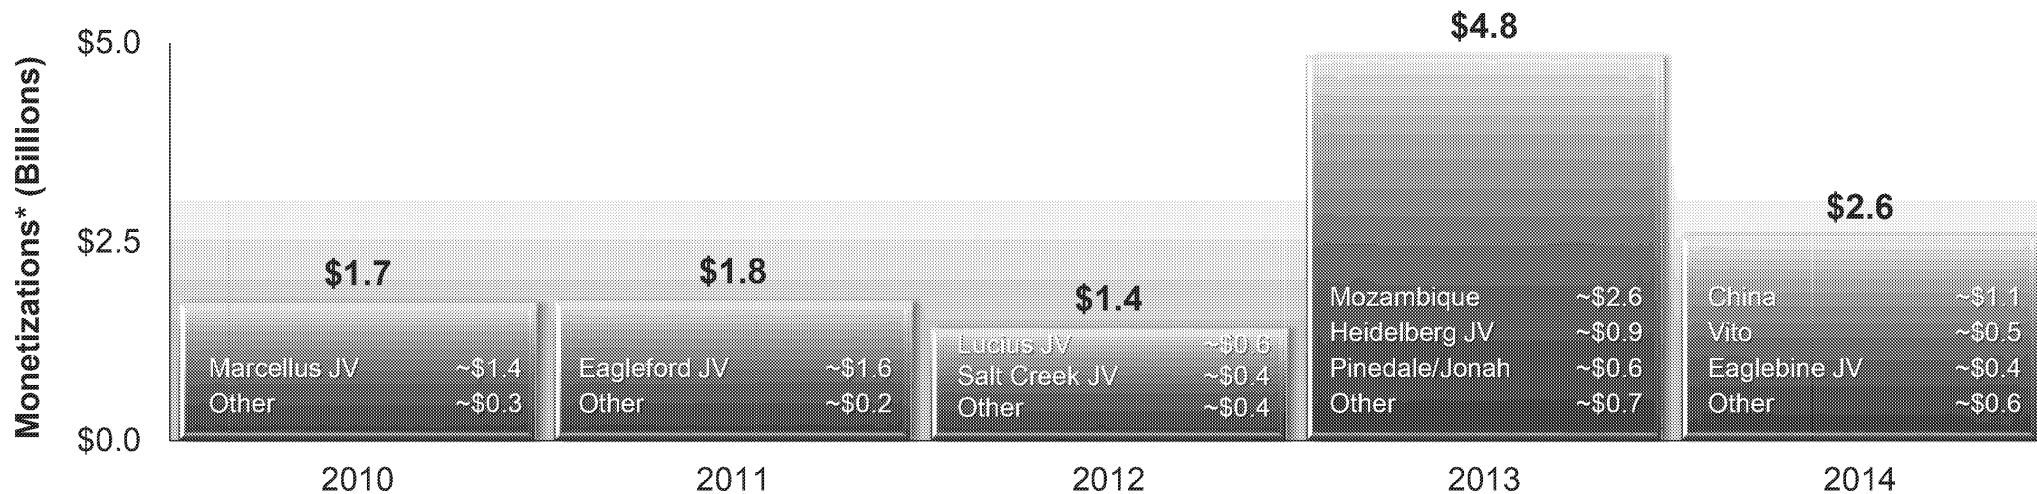 Monetizations* (Billions)
$5.0
$2.5
$0.0
$1.7
Marcellus JV ~$1.4
Other ~$0.3
2010
$1.8
Eagleford JV ~$1.6
Other ~$0.2
2011
$1.4
Lucius JV ~$0.6
Salt Creek JV ~$0.4
Other ~$0.4
2012
$4.8
Mozambique ~$2.6
Heidelberg JV ~$0.9
Pinedale/Jonah ~$0.6
Other ~$0.7
2013
$2.6
China ~$1.1
Vito ~$0.5
Eaglebine JV ~$0.4
Other ~$0.6
2014